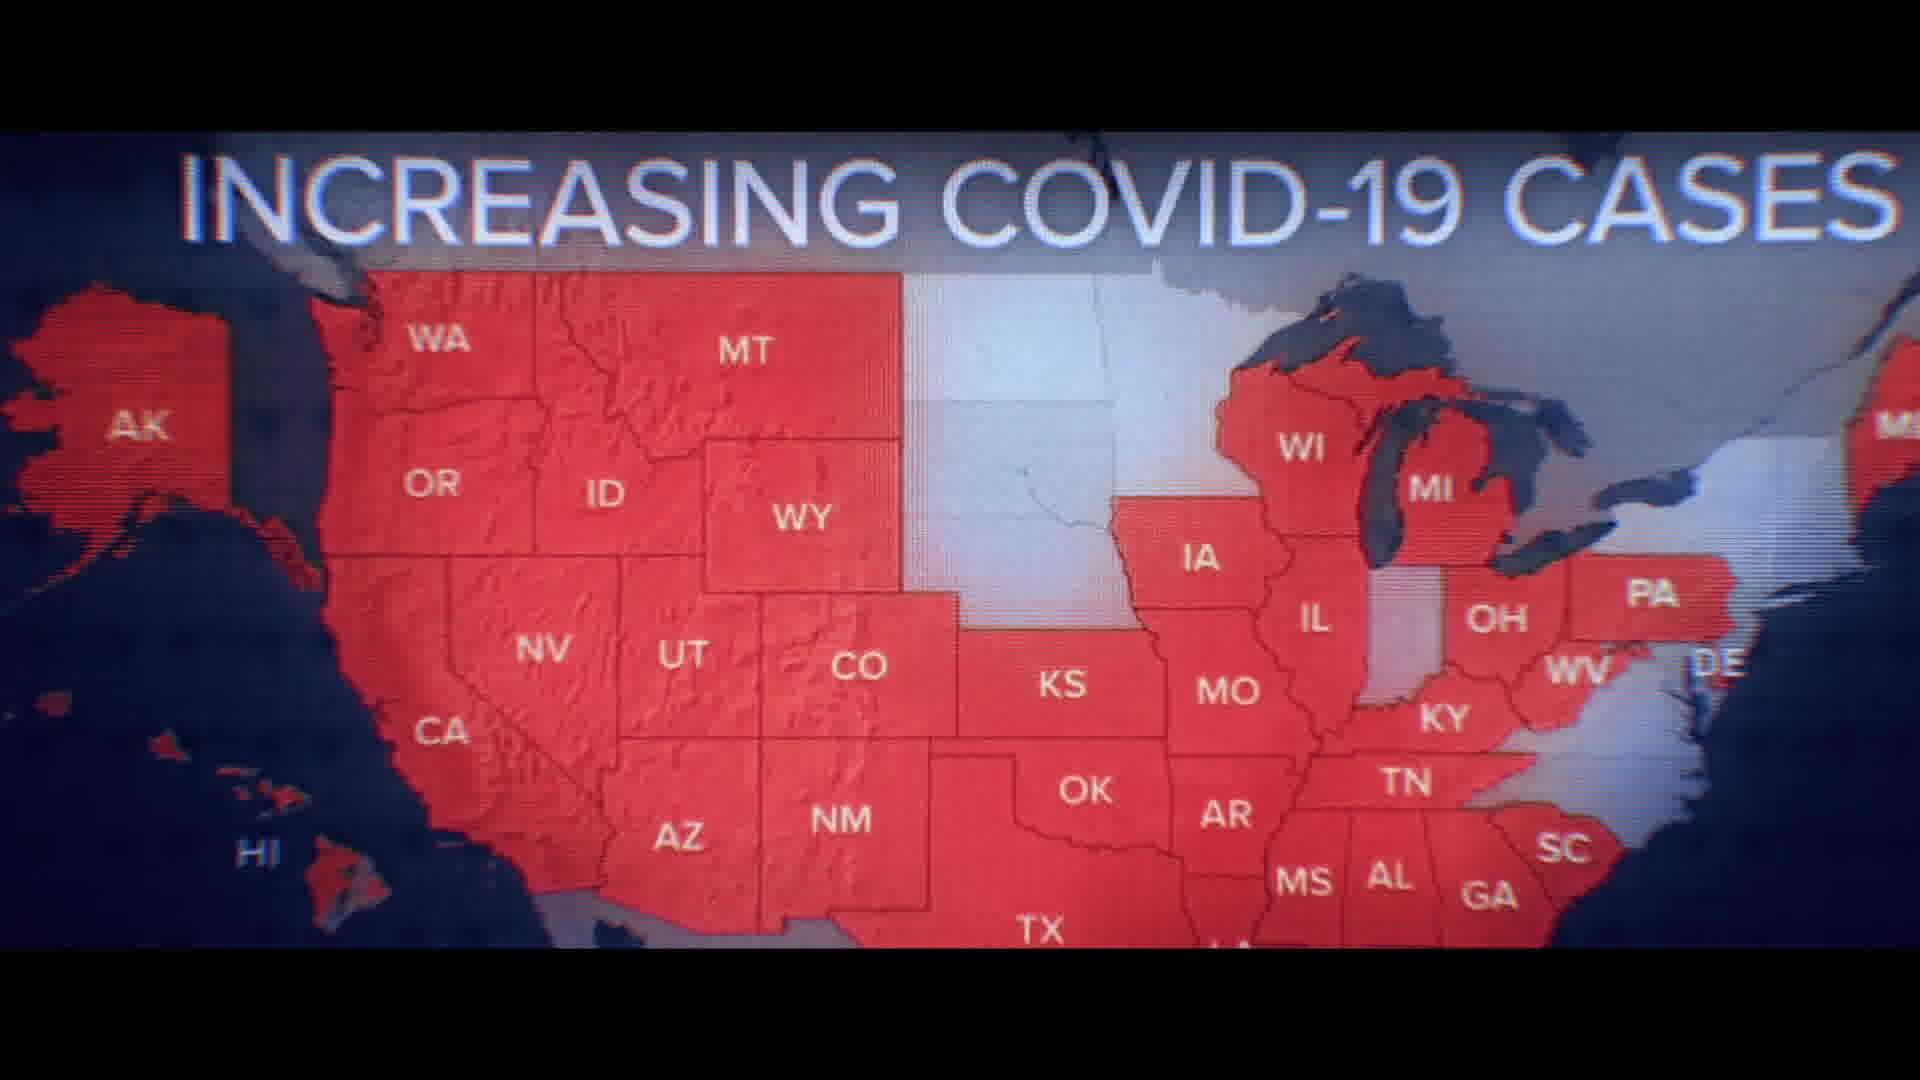 INCREASING COVID-19 CASES
WA
MT
AK
OR
ID
WY
WI
MI
ME
IA
IL
OH
PA
NV
UT
CO
KS
MO
WV
DE
KY
CA
OK
TN
AZ
NM
AR
HI
MS
AL
GA
SC
TX